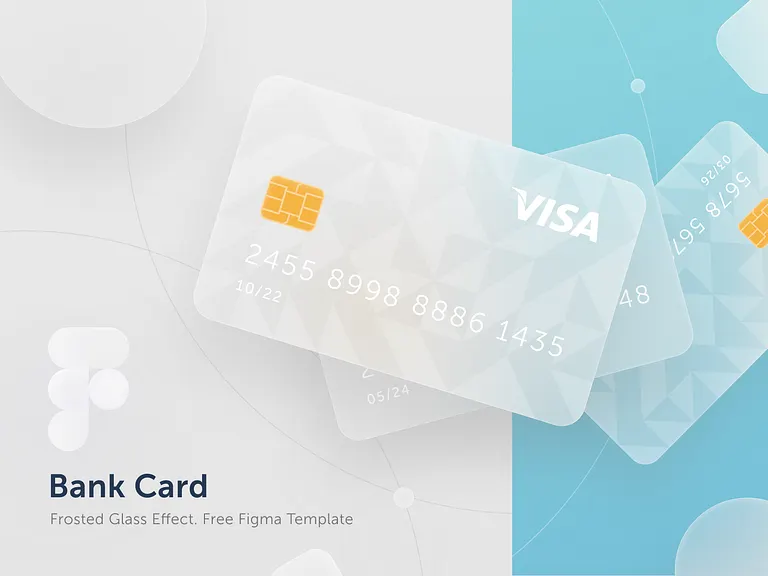 VISA
2455 8998 8886 1435
10/22
48
05/24
03/26
5678 567
Bank Card
Frosted Glass Effect. Free Figma Template